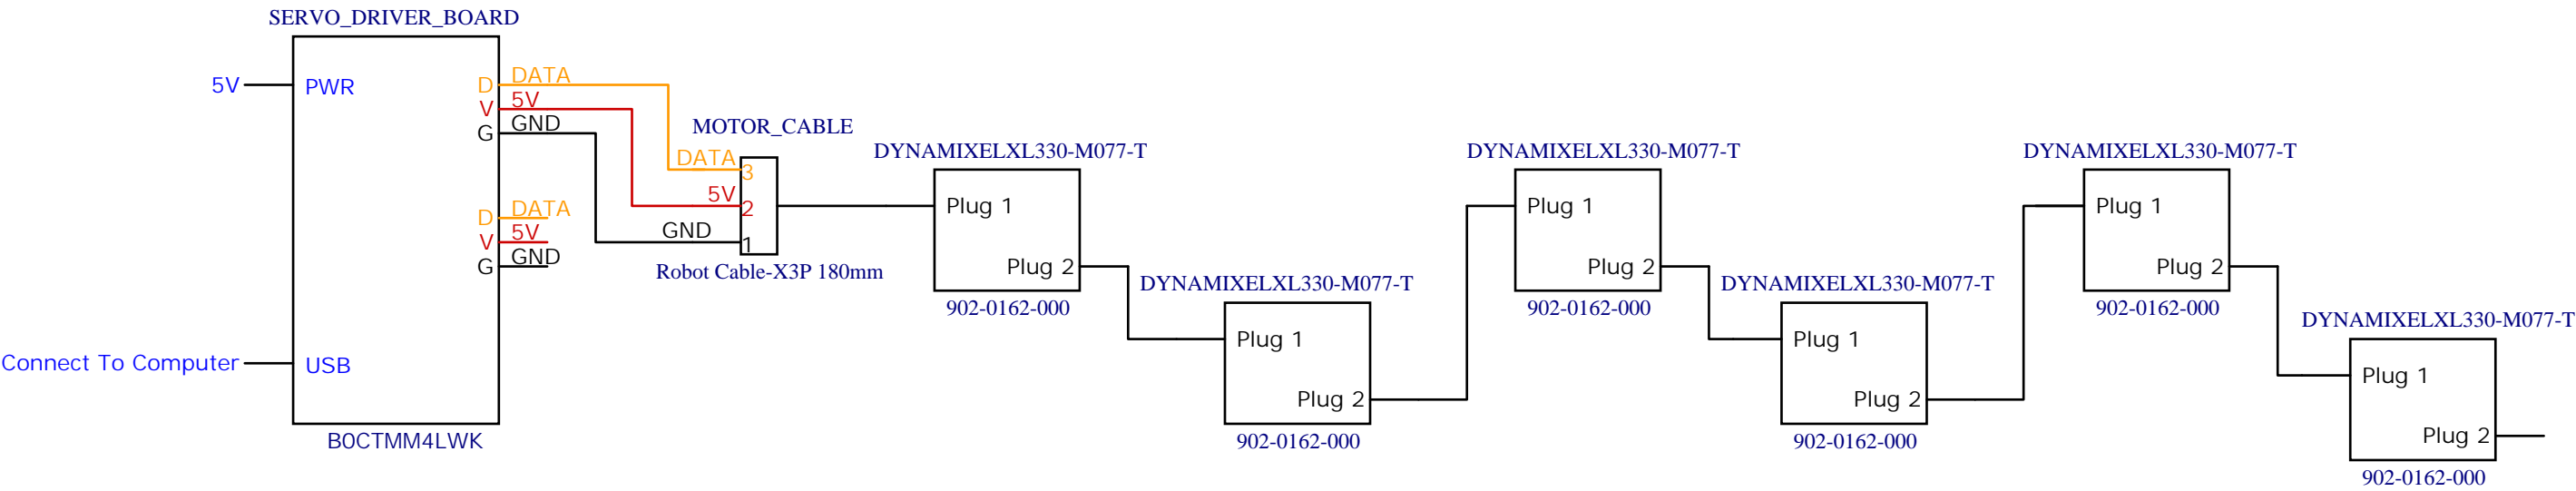 SERVO_DRIVER_BOARD
5V
PWR
D
DATA
V
5V
G
GND
D
DATA
V
5V
G
GND
Connect To Computer
USB
B0CTMM4LWK
MOTOR_CABLE
DATA
3
5V
2
GND
1
Robot Cable-X3P 180mm
DYNAMIXELXL330-M077-T
Plug 1
Plug 2
902-0162-000
DYNAMIXELXL330-M077-T
Plug 1
Plug 2
902-0162-000
DYNAMIXELXL330-M077-T
Plug 1
Plug 2
902-0162-000
DYNAMIXELXL330-M077-T
Plug 1
Plug 2
902-0162-000
DYNAMIXELXL330-M077-T
Plug 1
Plug 2
902-0162-000
DYNAMIXELXL330-M077-T
Plug 1
Plug 2
902-0162-000